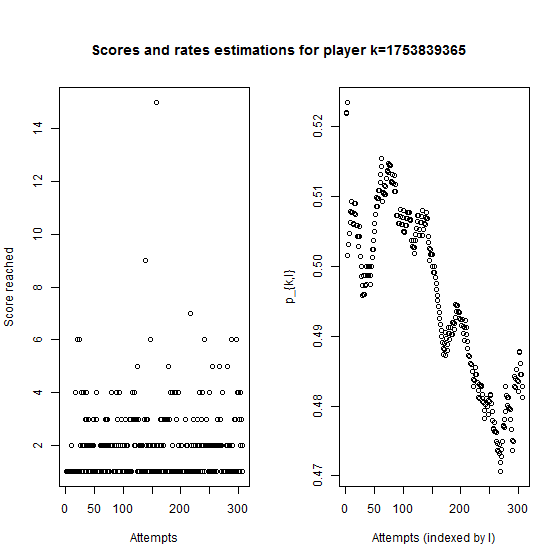 Scores and rates estimations for player k=1753839365
Score reached
14
12
10
8
6
4
2
0 50 100 200 300
Attempts
p_{k,l}
0.52
0.51
0.50
0.49
0.48
0.47
0 50 100 200 300
Attempts (indexed by l)